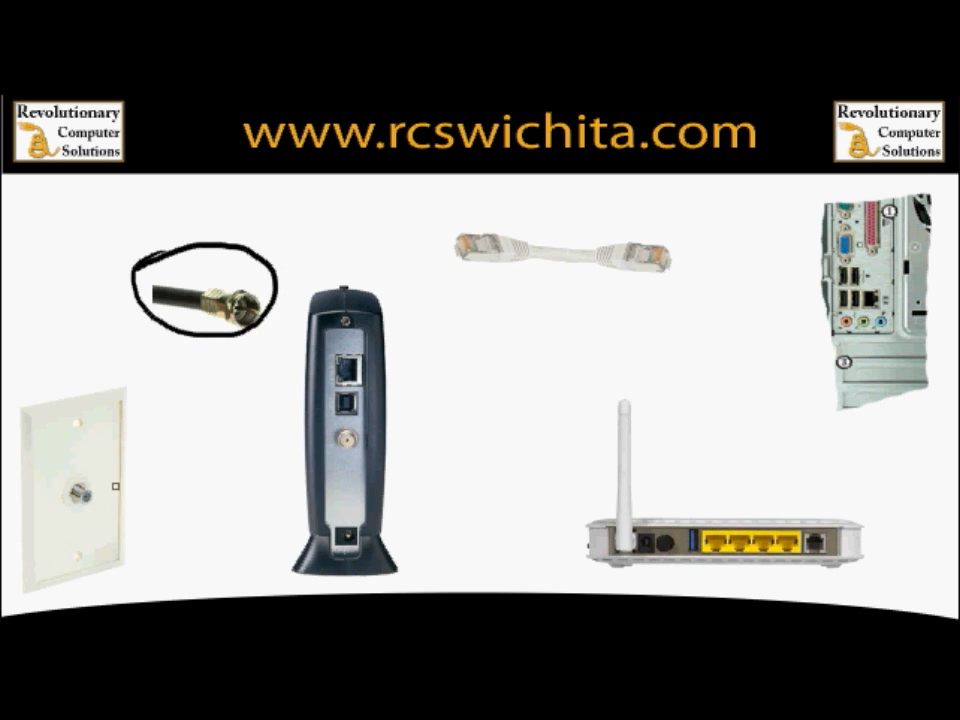 Revolutionary
Computer
Solutions
www.rcswichita.com
Revolutionary
Computer
Solutions